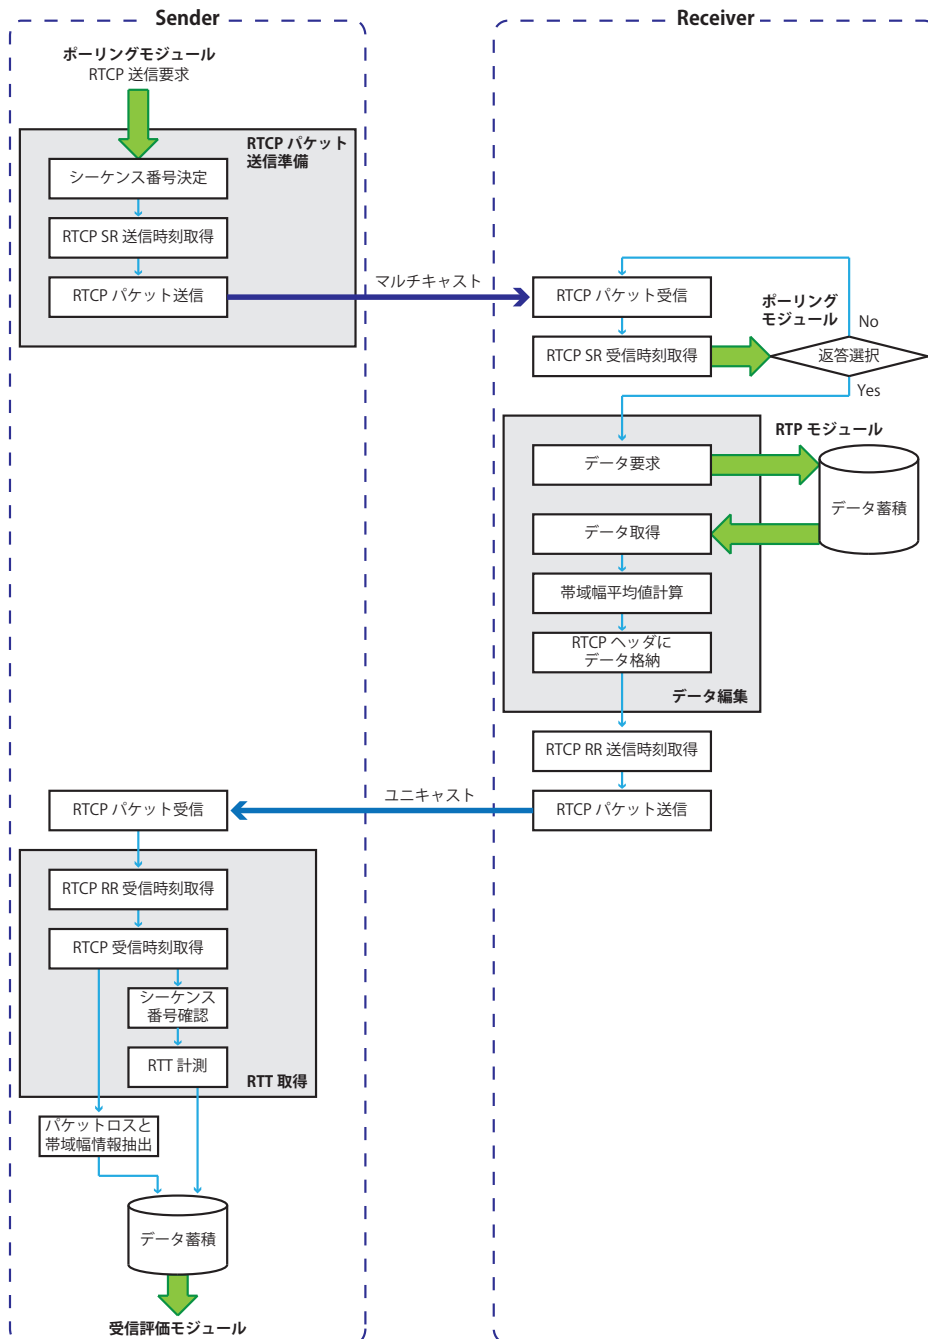 Sender
ポーリングモジュール
RTCP 送信要求
RTCP パケット
送信準備
シーケンス番号決定
RTCP SR 送信時刻取得
RTCP パケット送信
マルチキャスト
Receiver
RTCP パケット受信
ポーリング
モジュール
No
RTCP SR 受信時刻取得
返答選択
Yes
RTP モジュール
データ要求
データ蓄積
データ取得
帯域幅平均値計算
RTCP ヘッダに
データ格納
データ編集
RTCP RR 送信時刻取得
RTCP パケット送信
ユニキャスト
RTCP パケット受信
RTCP RR 受信時刻取得
RTCP 受信時刻取得
シーケンス
番号確認
RTT 計測
RTT 取得
パケットロスと
帯域幅情報抽出
データ蓄積
受信評価モジュール